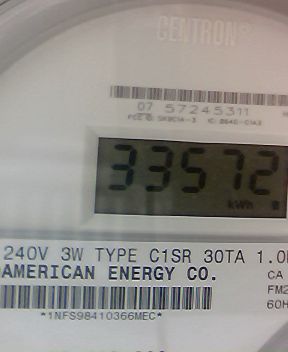 CENTRON®
07 57245311
33572
kWh
240V 3W TYPE C1SR 30TA 1.0
AMERICAN ENERGY CO.
CA
FM2
60H
*1NFS98410366MEC*